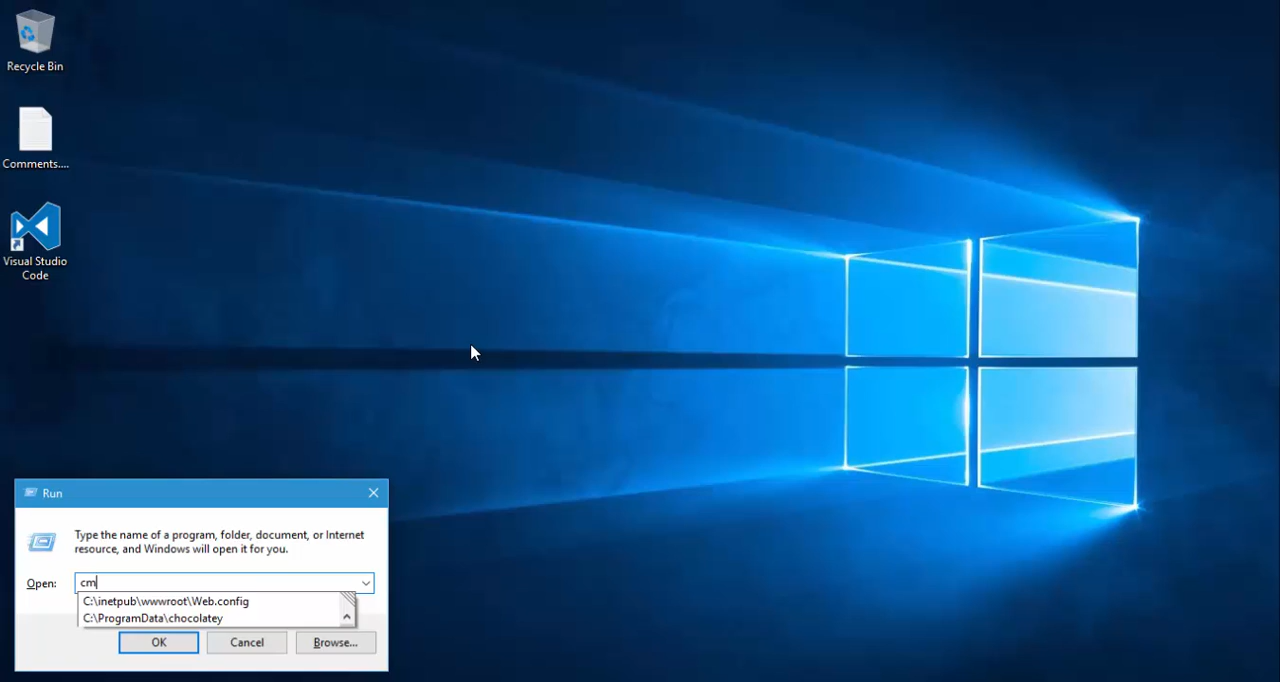 Recycle Bin
Comments....
Visual Studio
Code
Run
Type the name of a program, folder, document, or Internet
resource, and Windows will open it for you.
Open:
cm
C:\inetpub\wwwroot\Web.config
C:\ProgramData\chocolatey
OK
Cancel
Browse...